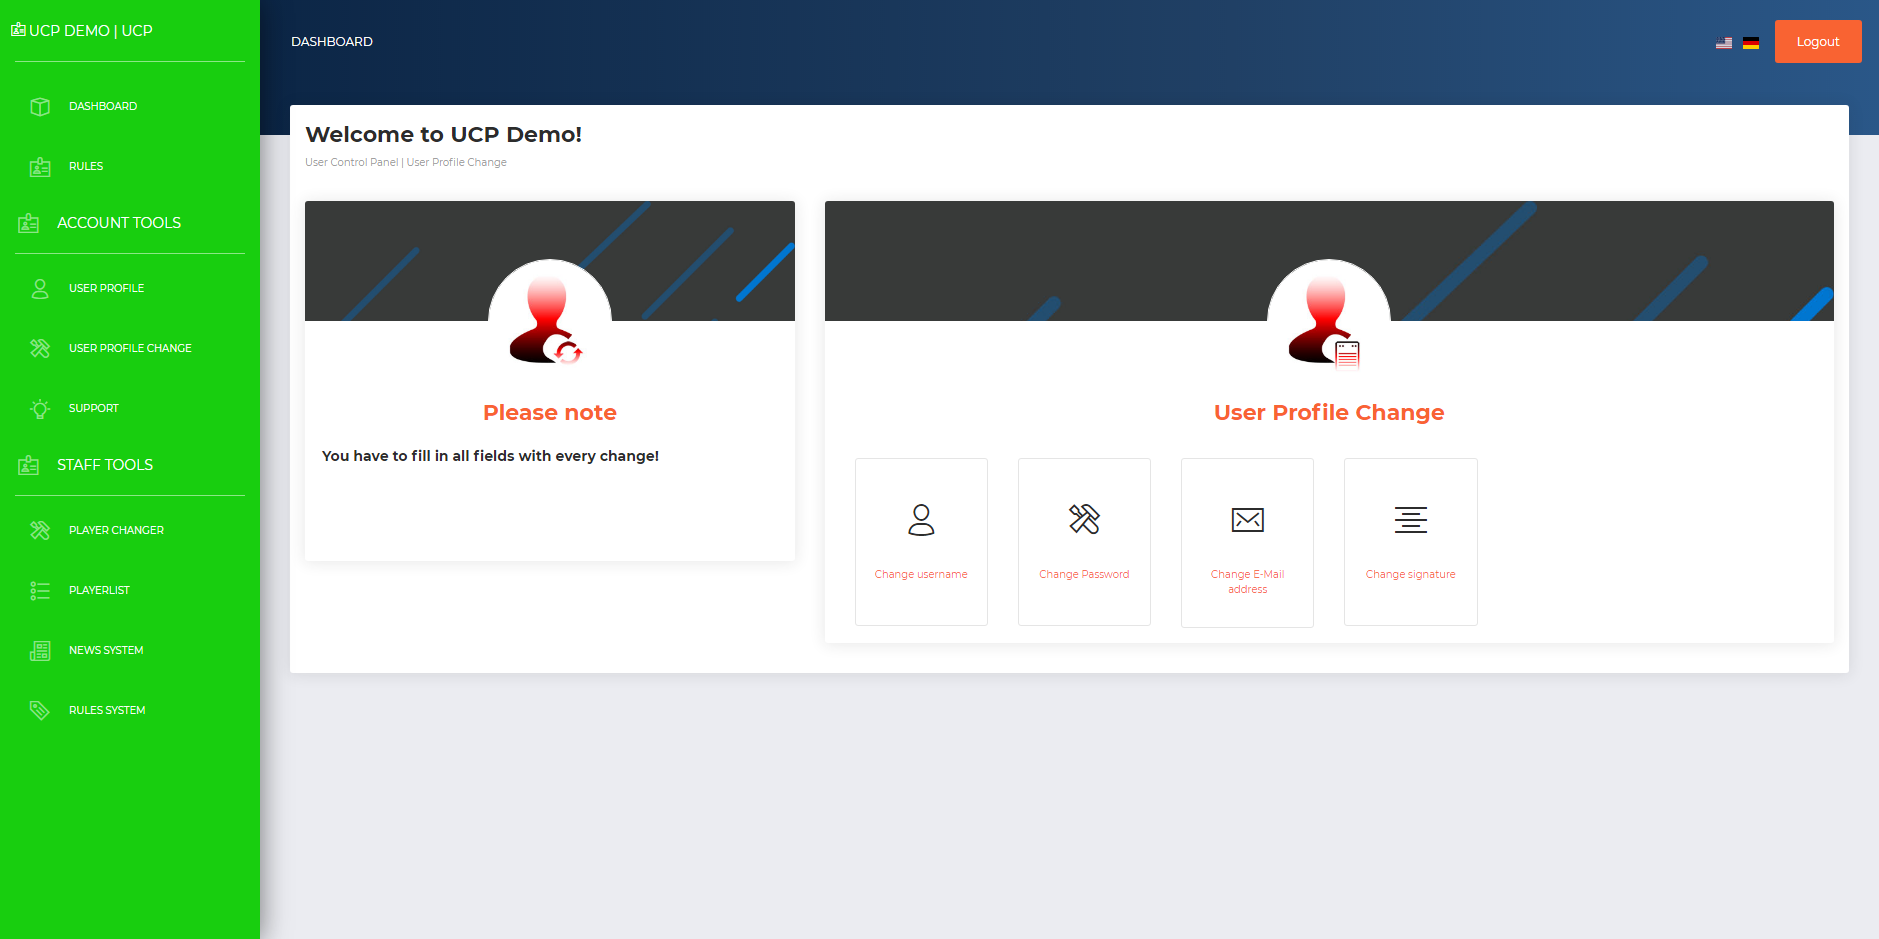 UCP DEMO | UCP
DASHBOARD
RULES
ACCOUNT TOOLS
USER PROFILE
USER PROFILE CHANGE
SUPPORT
STAFF TOOLS
PLAYER CHANGER
PLAYERLIST
NEWS SYSTEM
RULES SYSTEM
DASHBOARD
Logout
Welcome to UCP Demo!
User Control Panel | User Profile Change
Please note
You have to fill in all fields with every change!
User Profile Change
Change username
Change Password
Change E-Mail
address
Change signature